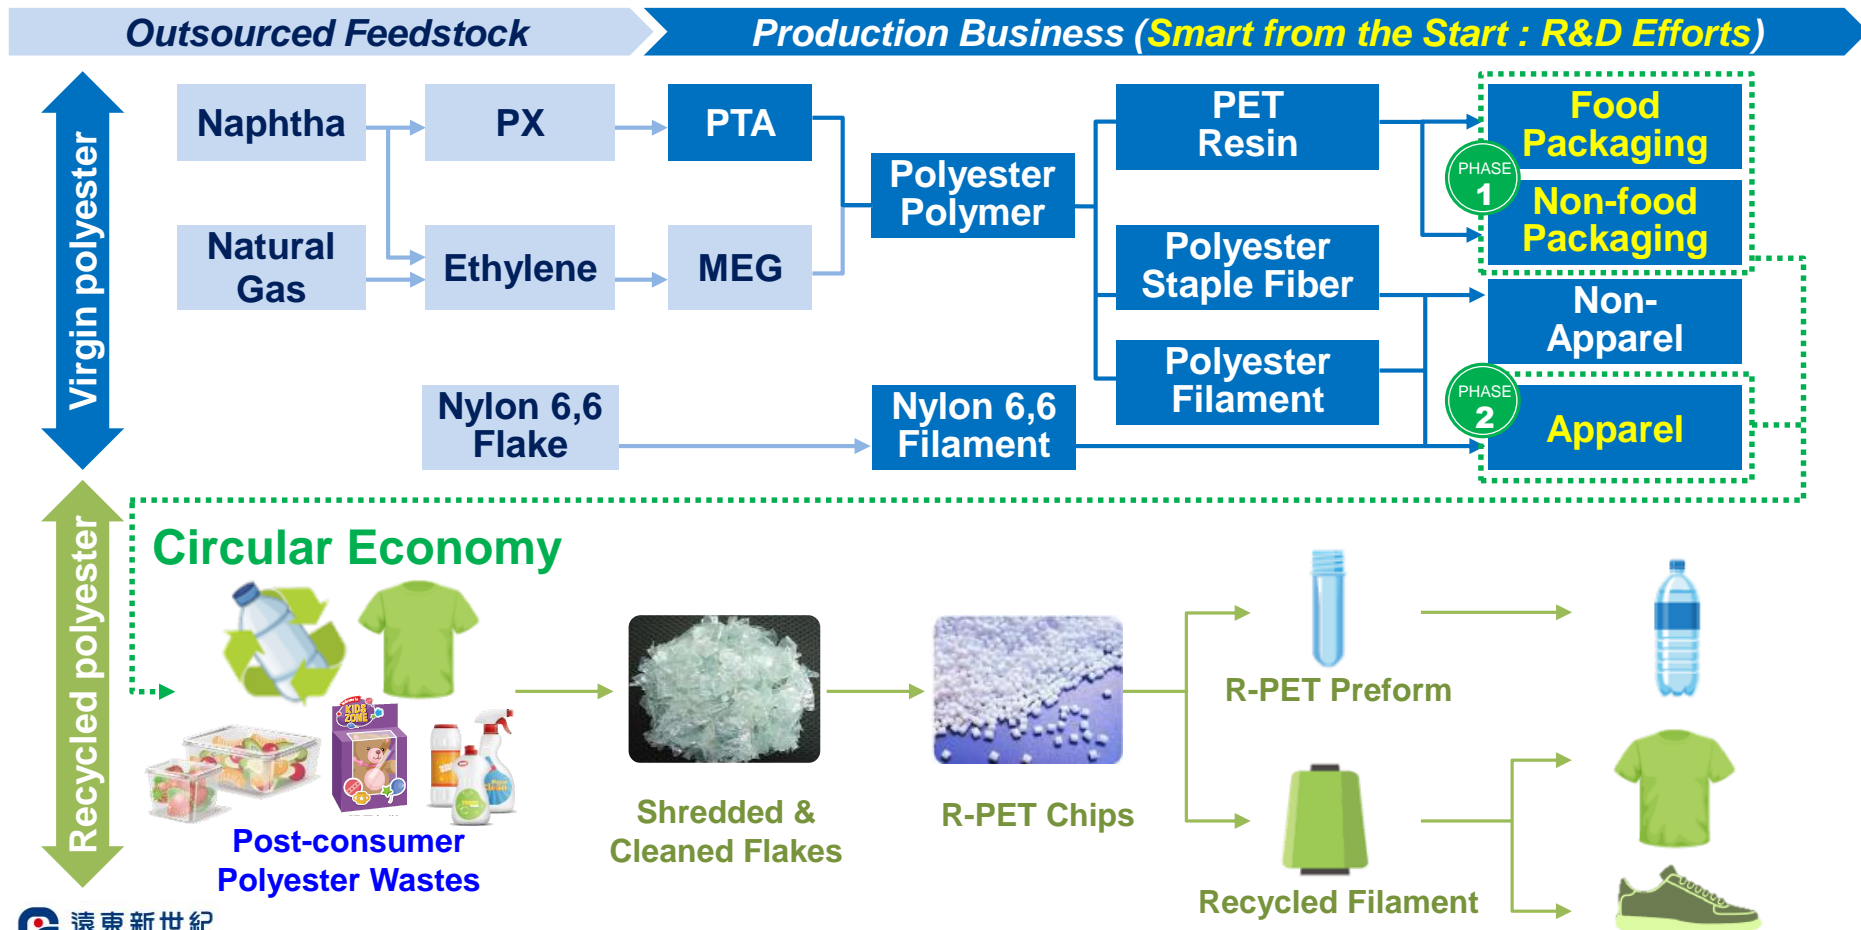 Outsourced Feedstock
Production Business (Smart from the Start : R&D Efforts)
Virgin polyester
Naphtha
PX
PTA
PET
Resin
Food
Packaging
PHASE
1
Non-food
Packaging
Polyester
Polymer
Natural
Gas
Ethylene
MEG
Polyester
Staple Fiber
Non-
Apparel
Polyester
Filament
Nylon 6,6
Flake
Nylon 6,6
Filament
PHASE
2
Apparel
Recycled polyester
Circular Economy
KIDS
ZONE
Post-consumer
Polyester Wastes
Shredded &
Cleaned Flakes
R-PET Chips
R-PET Preform
Recycled Filament
遠東新世紀